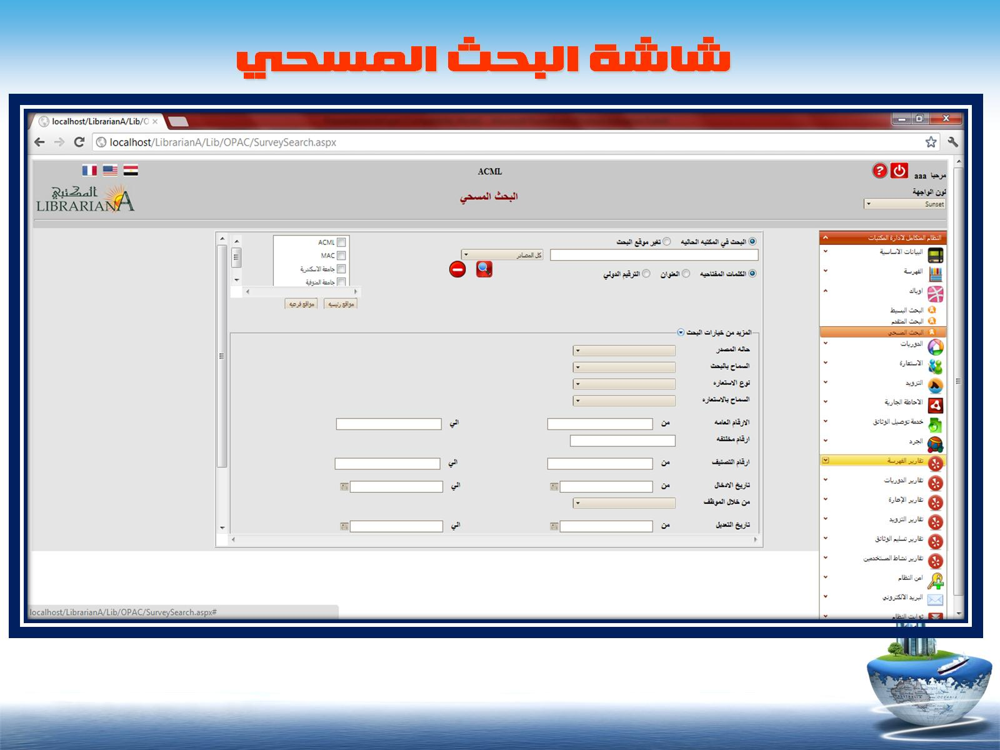 شاشة البحث المسحي
localhost/LibrarianA/Lib/O
localhost/LibrarianA/Lib/OPAC/SurveySearch.aspx
ACML
مرحبا aaa
المكتبي
LIBRARIANA
البحث المسحي
لون الواجهة
Sunset
النظام المتكامل لادارة المكتبات
البيانات الاساسية
الفهرسة
اوباك
البحث البسيط
البحث المتقدم
البحث المسحي
الدوريات
الاستعارة
التزويد
الاحاطة الجارية
خدمة توصيل الوثائق
الجرد
تقارير الفهرسة
تقارير الدوريات
تقارير الإعارة
تقارير التزويد
تقارير تسليم الوثائق
تقارير نشاط المستخدمين
امن النظام
البريد الالكتروني
ثوابت النظام
البحث في المكتبه الحاليه تغير موقع البحث
كل المصادر
الكلمات المفتاحيه العنوان الترقيم الدولي
ACML
MAC
جامعة الاسكندرية
جامعة المنوفية
مواقع رئيسيه مواقع فرعيه
المزيد من خيارات البحث
حاله المصدر
السماح بالبحث
نوع الاستعاره
السماح بالاستعاره
الارقام العامه من الي
ارقام مختلفه
ارقام التصنيف من الي
تاريخ الادخال من الي
من خلال الموظف
تاريخ التعديل من الي
localhost/LibrarianA/Lib/OPAC/SurveySearch.aspx#
AUSTRALIA
OCEANIA